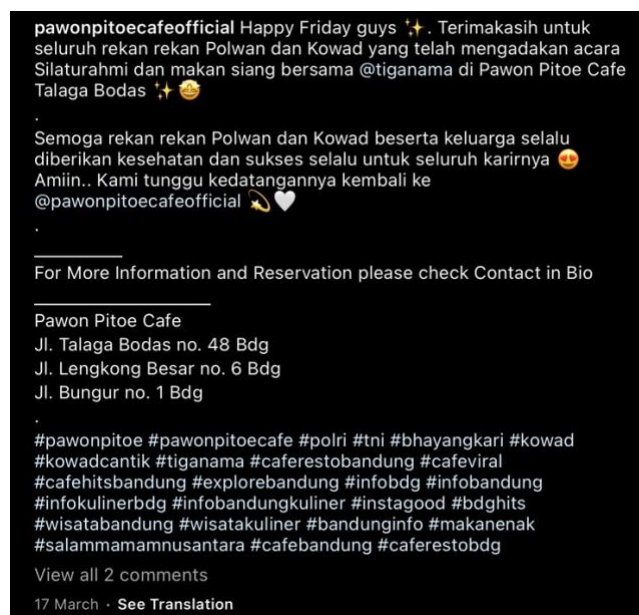 pawonpitoecafeofficial Happy Friday guys ✨. Terimakasih untuk
seluruh rekan rekan Polwan dan Kowad yang telah mengadakan acara
Silaturahmi dan makan siang bersama @tiganama di Pawon Pitoe Cafe
Talaga Bodas ✨🤩
.
Semoga rekan rekan Polwan dan Kowad beserta keluarga selalu
diberikan kesehatan dan sukses selalu untuk seluruh karirnya 😍
Amiin.. Kami tunggu kedatangannya kembali ke
@pawonpitoecafeofficial 💫🤍
.
__________
For More Information and Reservation please check Contact in Bio
____________________
Pawon Pitoe Cafe
Jl. Talaga Bodas no. 48 Bdg
Jl. Lengkong Besar no. 6 Bdg
Jl. Bungur no. 1 Bdg
.
#pawonpitoe #pawonpitoecafe #polri #tni #bhayangkari #kowad
#kowadcantik #tiganama #caferestobandung #cafeviral
#cafehitsbandung #explorebandung #infobdg #infobandung
#infokulinerbdg #infobandungkuliner #instagood #bdghits
#wisatabandung #wisatakuliner #bandunginfo #makanenak
#salammamamnusantara #cafebandung #caferestobdg
View all 2 comments
17 March · See Translation